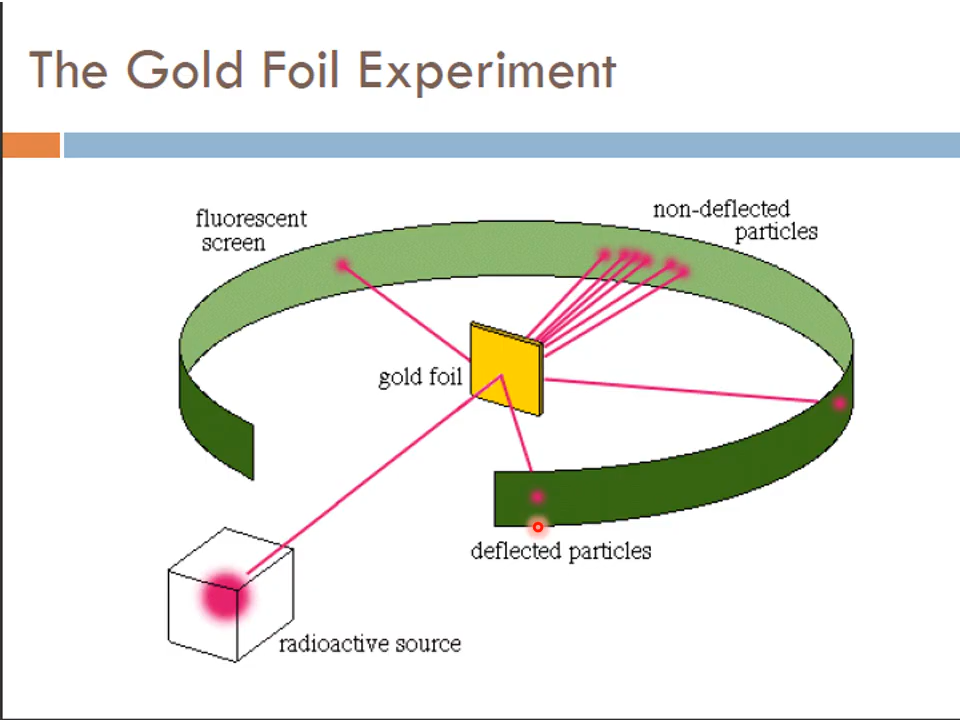 The Gold Foil Experiment
fluorescent
screen
non-deflected
particles
gold foil
deflected particles
radioactive source